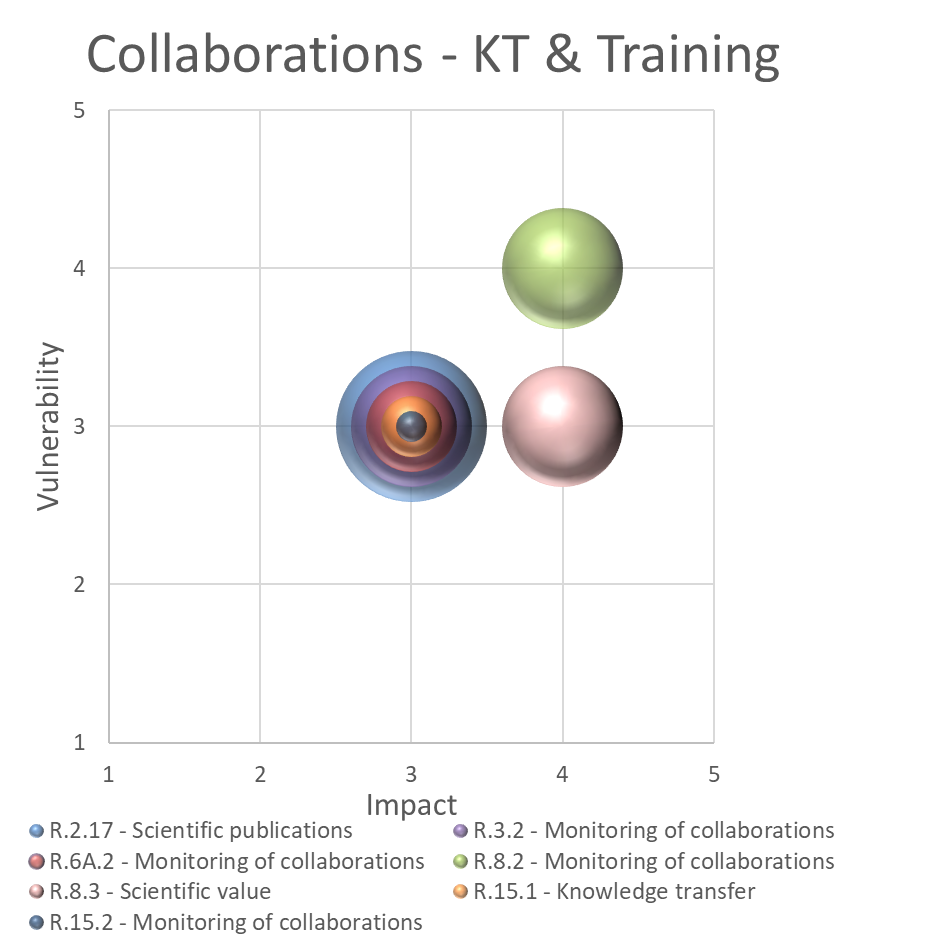 Collaborations - KT & Training
5
4
3
2
1
Vulnerability
1 2 3 4 5
Impact
R.2.17 - Scientific publications
R.3.2 - Monitoring of collaborations
R.6A.2 - Monitoring of collaborations
R.8.2 - Monitoring of collaborations
R.8.3 - Scientific value
R.15.1 - Knowledge transfer
R.15.2 - Monitoring of collaborations